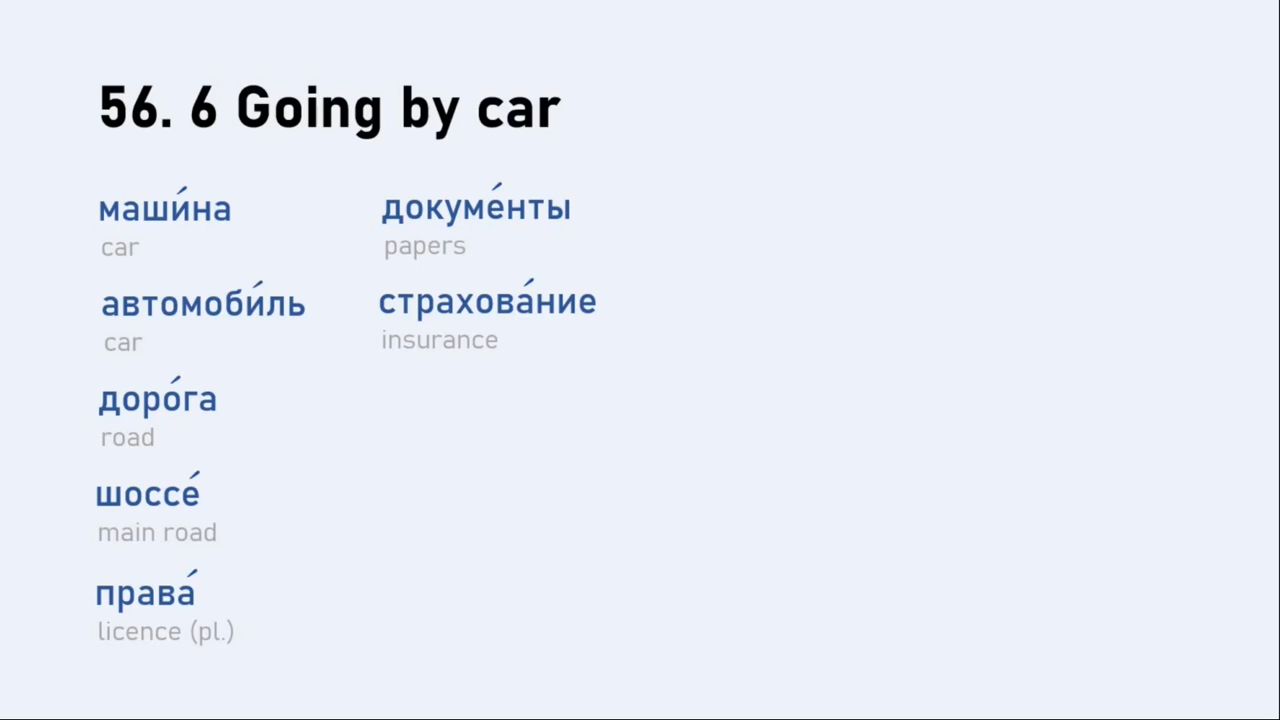 56. 6 Going by car
маши́на
car
автомоби́ль
car
доро́га
road
шоссе́
main road
права́
licence (pl.)
докуме́нты
papers
страхова́ние
insurance